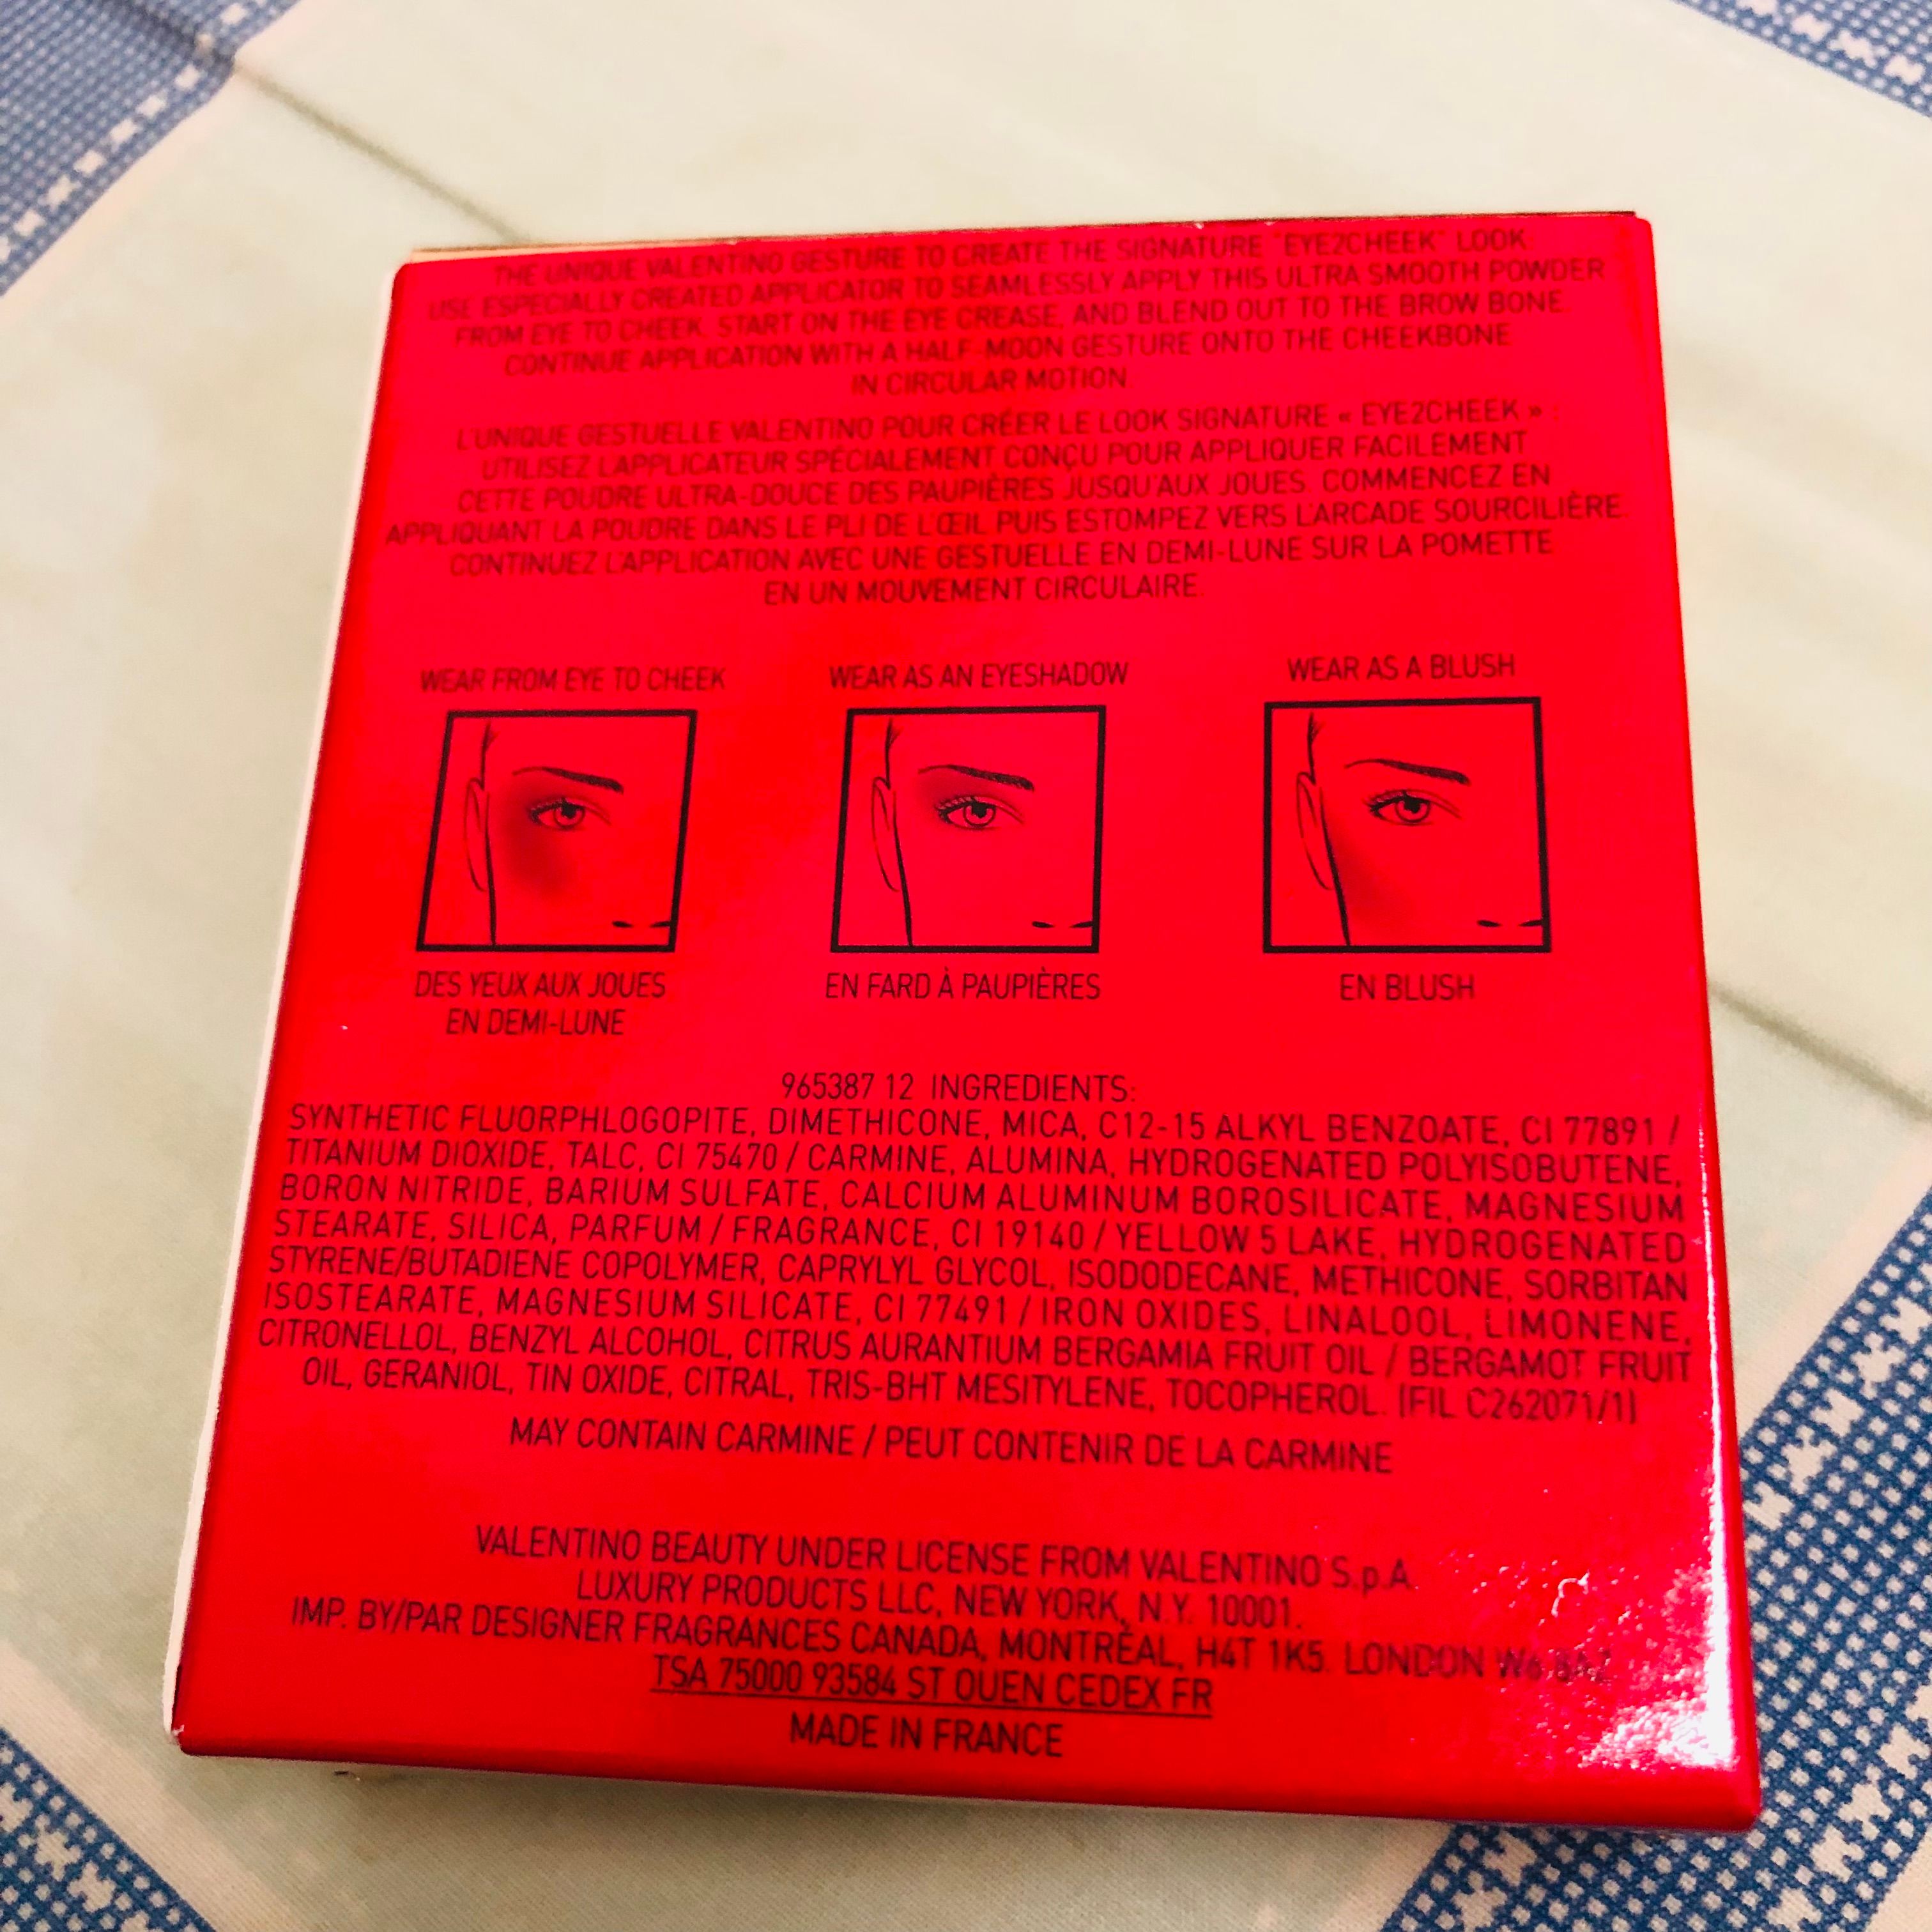 THE UNIQUE VALENTINO GESTURE TO CREATE THE SIGNATURE "EYE2CHEEK" LOOK:
USE ESPECIALLY CREATED APPLICATOR TO SEAMLESSLY APPLY THIS ULTRA SMOOTH POWDER
FROM EYE TO CHEEK. START ON THE EYE CREASE, AND BLEND OUT TO THE BROW BONE.
CONTINUE APPLICATION WITH A HALF-MOON GESTURE ONTO THE CHEEKBONE
IN CIRCULAR MOTION.
L'UNIQUE GESTUELLE VALENTINO POUR CRÉER LE LOOK SIGNATURE « EYE2CHEEK » :
UTILISEZ L'APPLICATEUR SPÉCIALEMENT CONÇU POUR APPLIQUER FACILEMENT
CETTE POUDRE ULTRA-DOUCE DES PAUPIÈRES JUSQU'AUX JOUES. COMMENCEZ EN
APPLIQUANT LA POUDRE DANS LE PLI DE L'ŒIL PUIS ESTOMPEZ VERS L'ARCADE SOURCILIÈRE.
CONTINUEZ L'APPLICATION AVEC UNE GESTUELLE EN DEMI-LUNE SUR LA POMETTE
EN UN MOUVEMENT CIRCULAIRE.
WEAR FROM EYE TO CHEEK
WEAR AS AN EYESHADOW
WEAR AS A BLUSH
DES YEUX AUX JOUES
EN DEMI-LUNE
EN FARD À PAUPIÈRES
EN BLUSH
965387 12 INGREDIENTS:
SYNTHETIC FLUORPHLOGOPITE, DIMETHICONE, MICA, C12-15 ALKYL BENZOATE, CI 77891 /
TITANIUM DIOXIDE, TALC, CI 75470 / CARMINE, ALUMINA, HYDROGENATED POLYISOBUTENE,
BORON NITRIDE, BARIUM SULFATE, CALCIUM ALUMINUM BOROSILICATE, MAGNESIUM
STEARATE, SILICA, PARFUM / FRAGRANCE, CI 19140 / YELLOW 5 LAKE, HYDROGENATED
STYRENE/BUTADIENE COPOLYMER, CAPRYLYL GLYCOL, ISODODECANE, METHICONE, SORBITAN
ISOSTEARATE, MAGNESIUM SILICATE, CI 77491 / IRON OXIDES, LINALOOL, LIMONENE,
CITRONELLOL, BENZYL ALCOHOL, CITRUS AURANTIUM BERGAMIA FRUIT OIL / BERGAMOT FRUIT
OIL, GERANIOL, TIN OXIDE, CITRAL, TRIS-BHT MESITYLENE, TOCOPHEROL. (FIL C262071/1)
MAY CONTAIN CARMINE / PEUT CONTENIR DE LA CARMINE
VALENTINO BEAUTY UNDER LICENSE FROM VALENTINO S.p.A.
LUXURY PRODUCTS LLC, NEW YORK, N.Y. 10001.
IMP. BY/PAR DESIGNER FRAGRANCES CANADA, MONTRÉAL, H4T 1K5. LONDON W6
TSA 75000 93584 ST OUEN CEDEX FR
MADE IN FRANCE